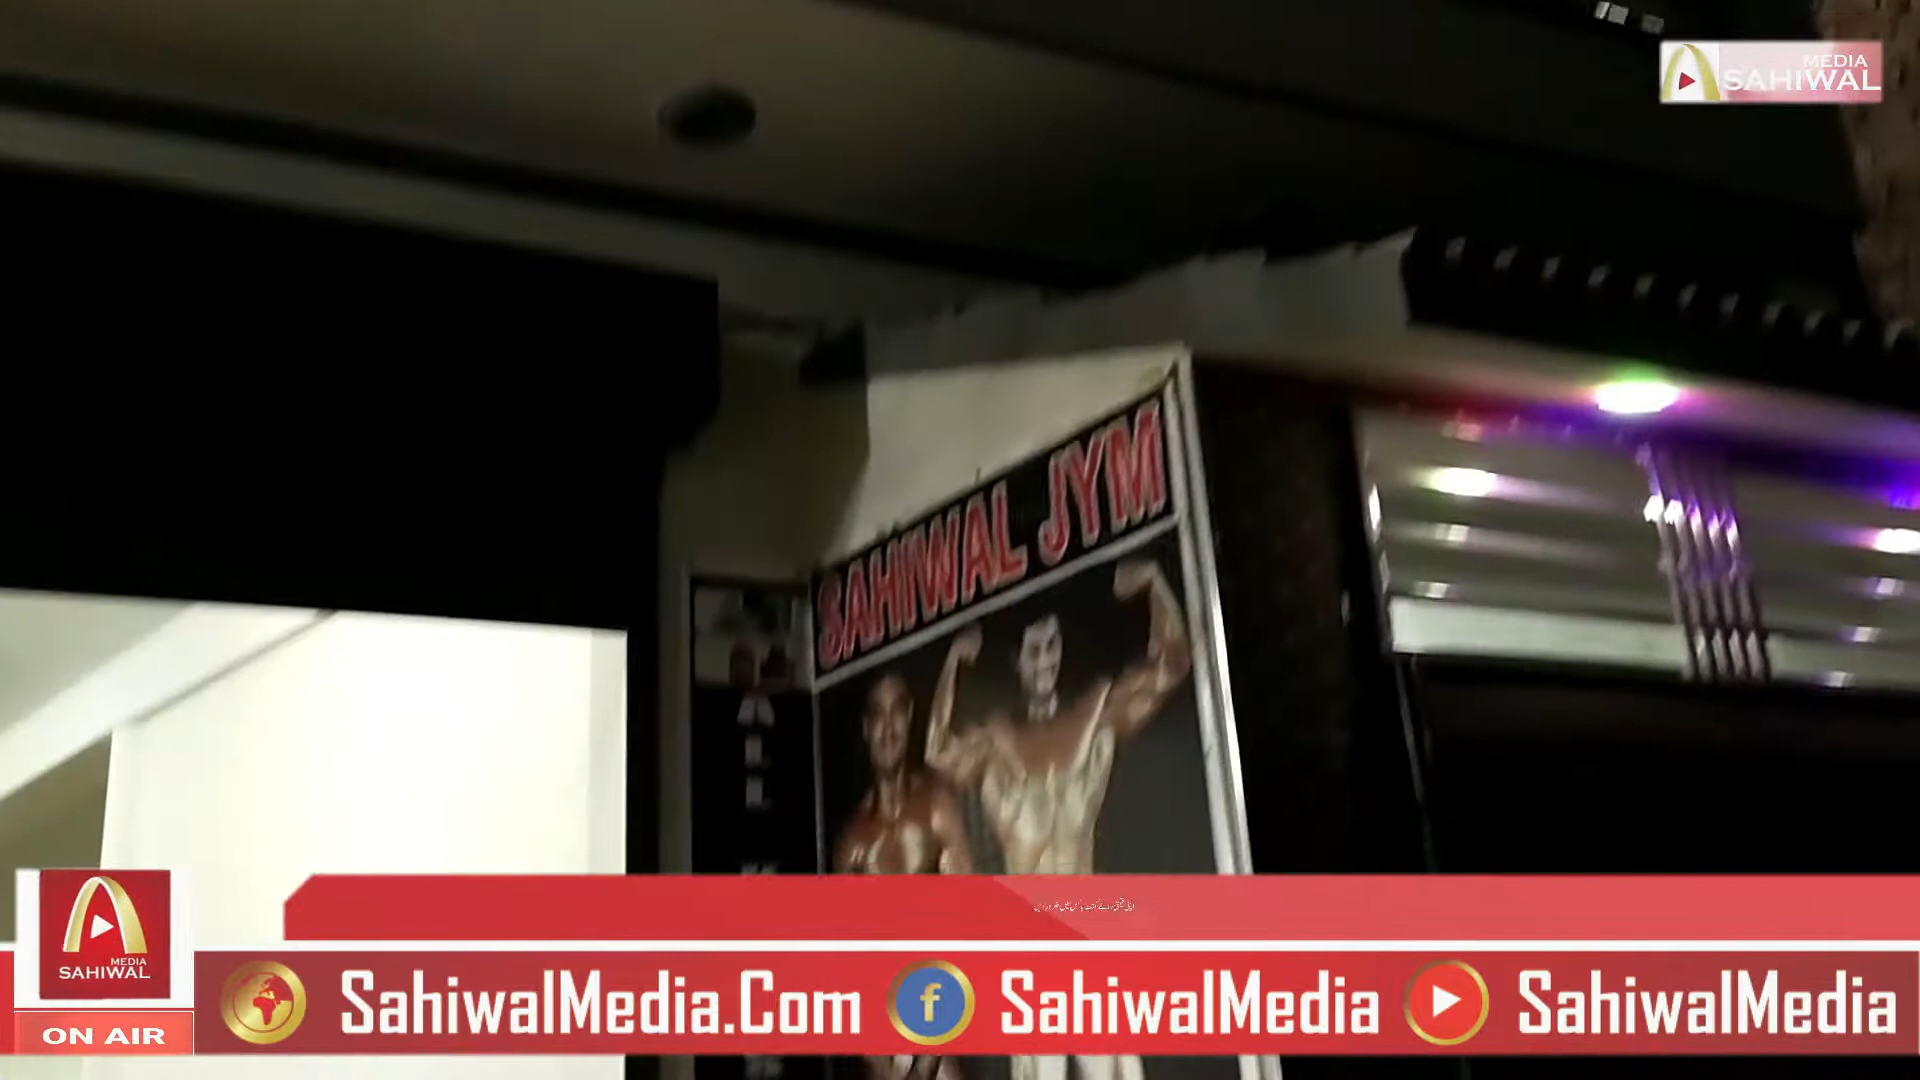 MEDIA
SAHIWAL
SAHIWAL JYM
A
L
L
MEDIA
SAHIWAL
ON AIR
SahiwalMedia.Com
SahiwalMedia
SahiwalMedia